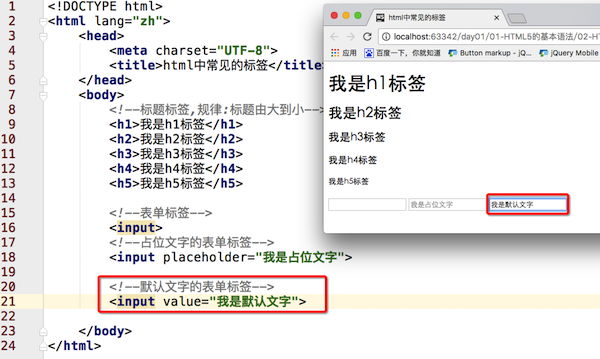 1 <!DOCTYPE html>
2 <html lang="zh">
3 <head>
4 <meta charset="UTF-8">
5 <title>html中常见的标签</tit
6 </head>
7 <body>
8 <!--标题标签,规律:标题由大到小-->
9 <h1>我是h1标签</h1>
10 <h2>我是h2标签</h2>
11 <h3>我是h3标签</h3>
12 <h4>我是h4标签</h4>
13 <h5>我是h5标签</h5>
14
15 <!--表单标签-->
16 <input>
17 <!--占位文字的表单标签-->
18 <input placeholder="我是占位文字">
19
20 <!--默认文字的表单标签-->
21 <input value="我是默认文字">
22
23 </body>
24 </html>
html中常见的标签
localhost:63342/day01/01-HTML5的基本语法/02-HT
应用 百度一下，你就知道 Button markup - jQ... jQuery Mobile
我是h1标签
我是h2标签
我是h3标签
我是h4标签
我是h5标签
我是占位文字 我是默认文字